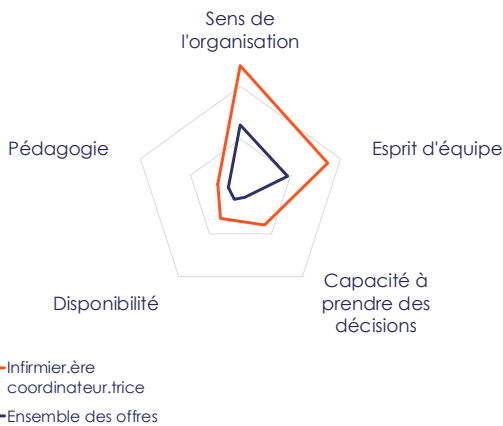 Sens de
l'organisation
Pédagogie
Esprit d'équipe
Disponibilité
Capacité à
prendre des
décisions
Infirmier.ère
coordinateur.trice
Ensemble des offres